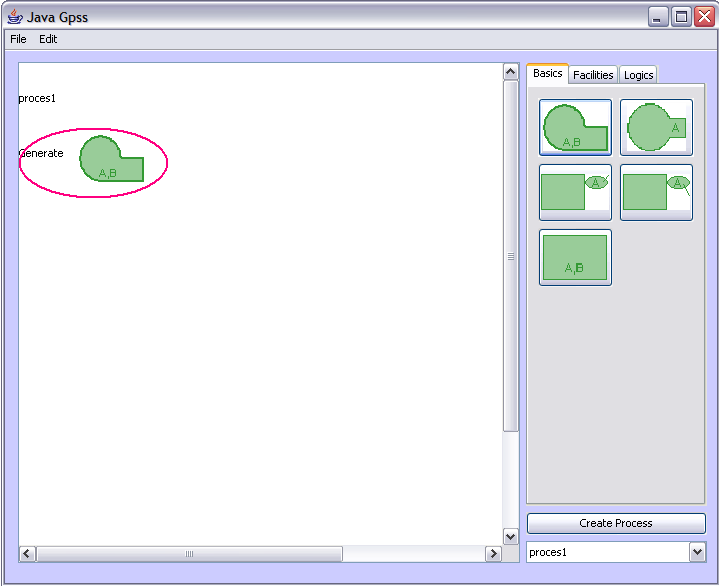 Java Gpss
File Edit
Basics Facilities Logics
proces1
Generate
A,B
A,B A
A A
A,B
Create Process
proces1